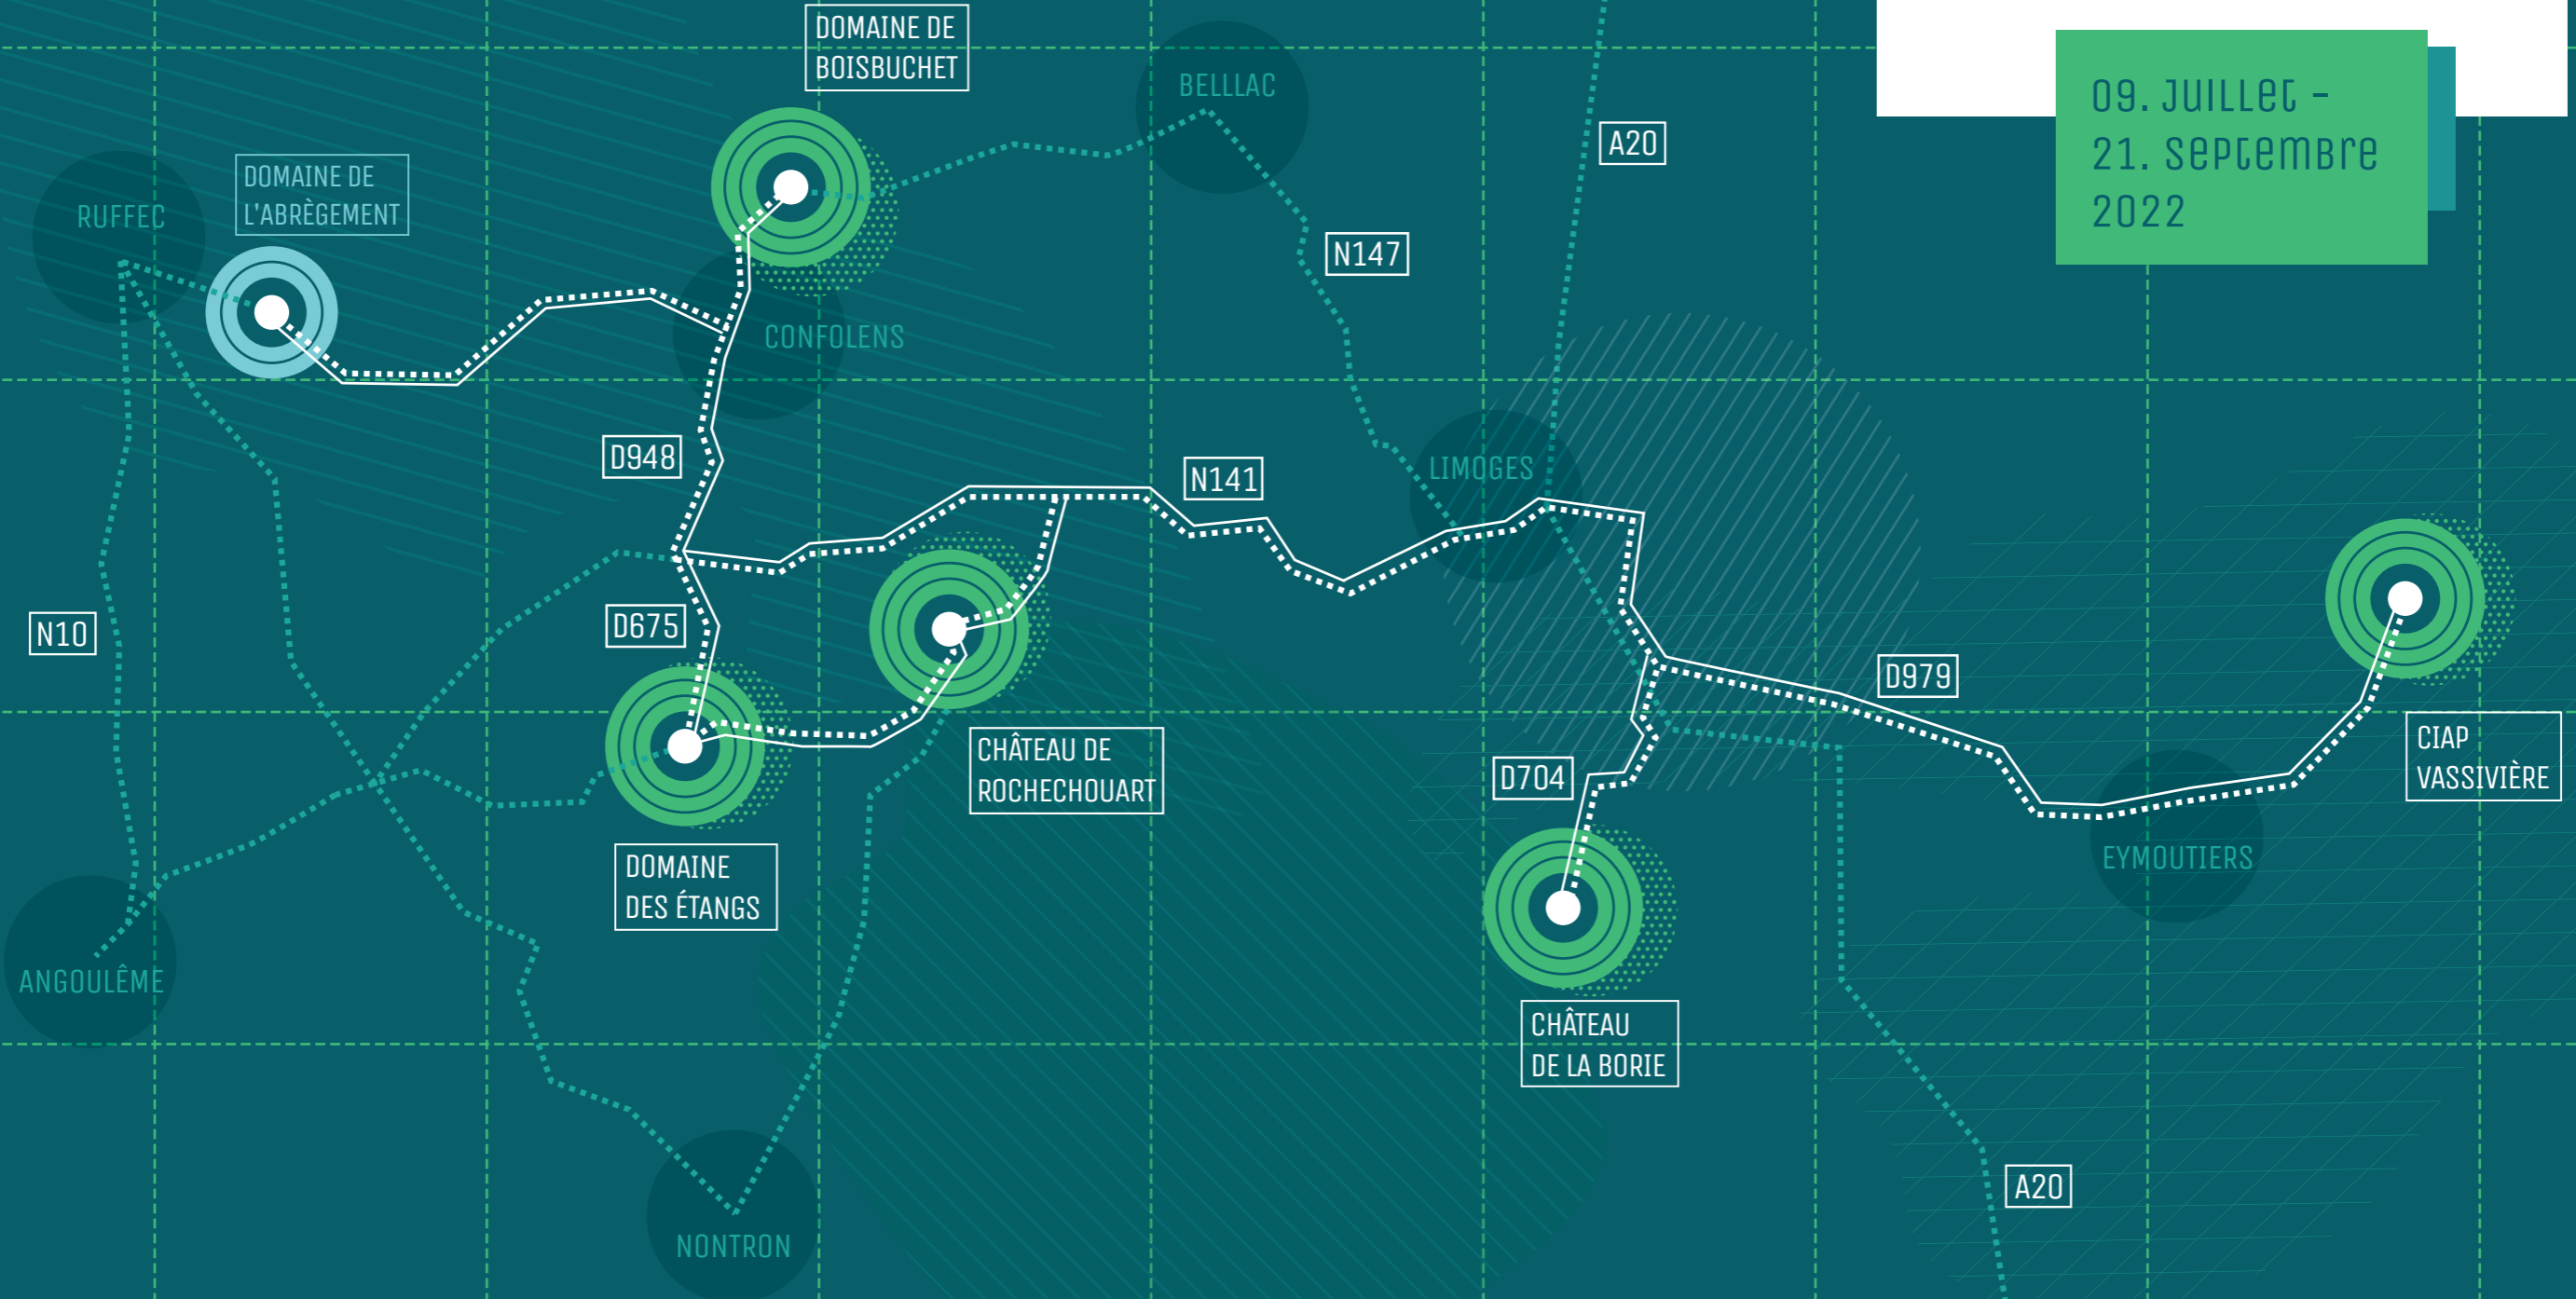 DOMAINE DE
BOISBUCHET
BELLLAC
09. JUILLET -
21. SEPTEMBRE
2022
A20
DOMAINE DE
L'ABRÈGEMENT
RUFFEC
N147
CONFOLENS
D948
N141
LIMOGES
N10
D675
D979
CHÂTEAU DE
ROCHECHOUART
D704
CIAP
VASSIVIÈRE
DOMAINE
DES ÉTANGS
EYMOUTIERS
ANGOULÊME
CHÂTEAU
DE LA BORIE
A20
NONTRON